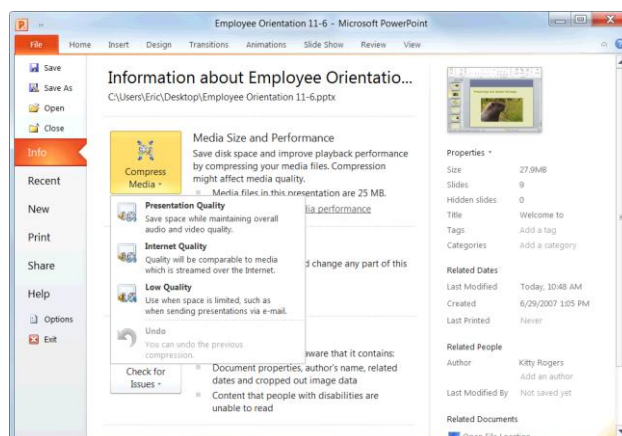 Employee Orientation 11-6 - Microsoft PowerPoint
File Home Insert Design Transitions Animations Slide Show Review View
Save
Save As
Open
Close
Info
Recent
New
Print
Share
Help
Options
Exit
Information about Employee Orientatio...
C:\Users\Eric\Desktop\Employee Orientation 11-6.pptx
Compress
Media
Media Size and Performance
Save disk space and improve playback performance
by compressing your media files. Compression
might affect media quality.
Media files in this presentation are 25 MB.
media performance
Presentation Quality
Save space while maintaining overall
audio and video quality.
Internet Quality
Quality will be comparable to media
which is streamed over the Internet.
Low Quality
Use when space is limited, such as
when sending presentations via e-mail.
Undo
You can undo the previous
compression.
d change any part of this
aware that it contains:
Check for
Issues
Document properties, author's name, related
dates and cropped out image data
Content that people with disabilities are
unable to read
Properties
Size 27.9MB
Slides 9
Hidden slides 0
Title Welcome to
Tags Add a tag
Categories Add a category
Related Dates
Last Modified Today, 10:48 AM
Created 6/29/2007 1:05 PM
Last Printed Never
Related People
Author Kitty Rogers
Add an author
Last Modified By Not saved yet
Related Documents
Open File Location